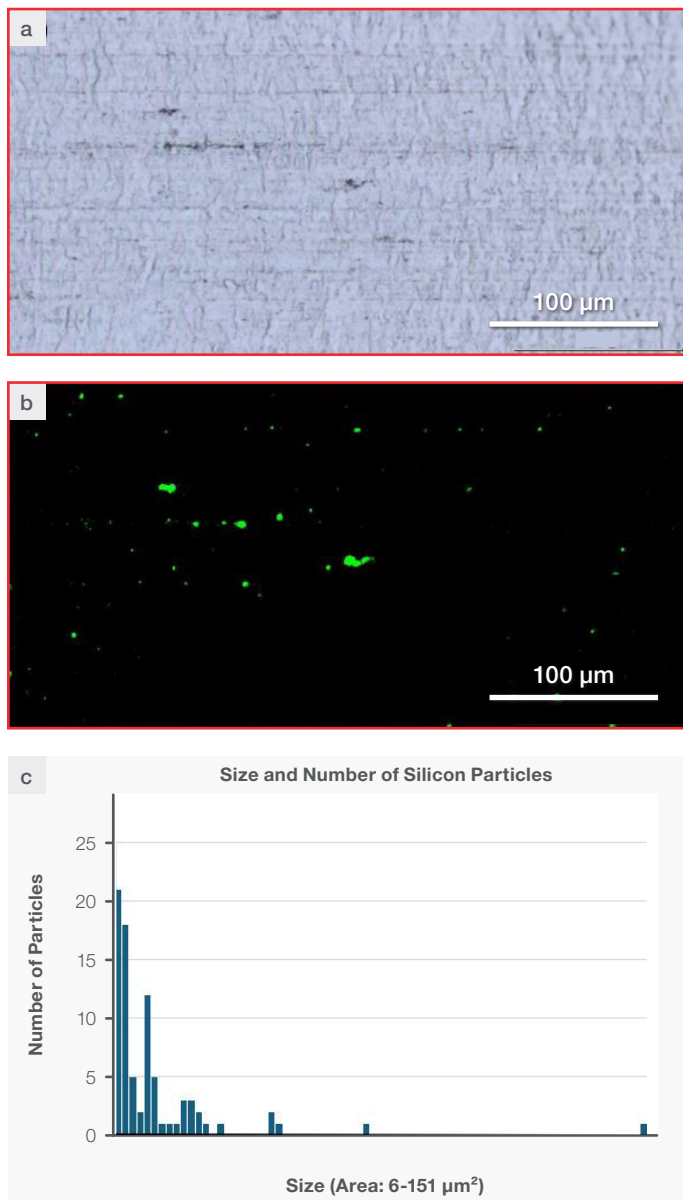 a
100 µm
b
100 µm
c
Size and Number of Silicon Particles
Number of Particles
25
20
15
10
5
0
Size (Area: 6-151 µm²)